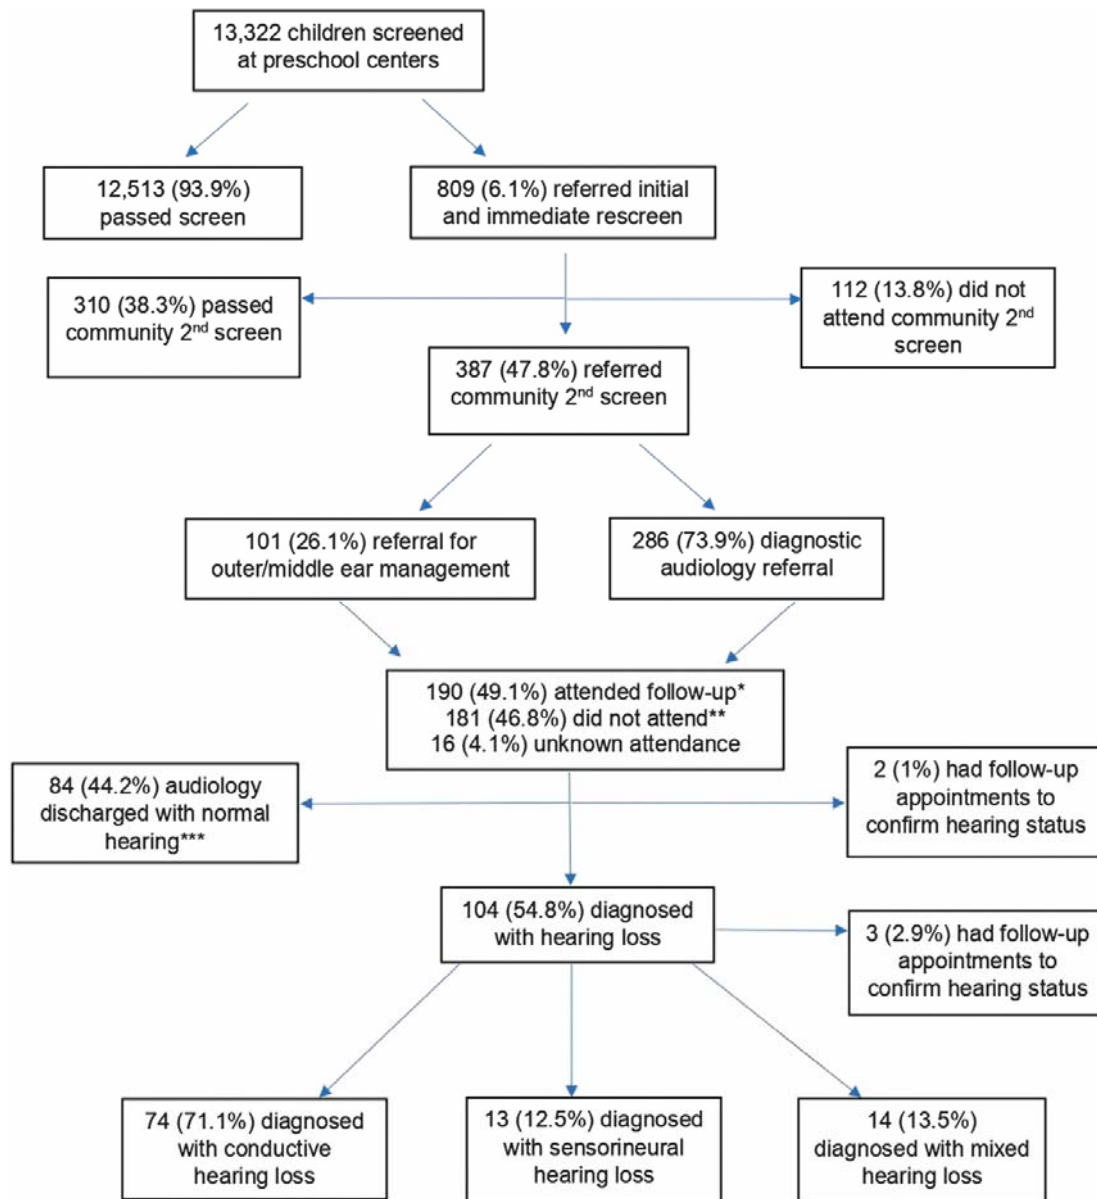 13,322 children screened
at preschool centers
12,513 (93.9%)
passed screen
809 (6.1%) referred initial
and immediate rescreen
310 (38.3%) passed
community 2nd screen
112 (13.8%) did not
attend community 2nd
screen
387 (47.8%) referred
community 2nd screen
101 (26.1%) referral for
outer/middle ear management
286 (73.9%) diagnostic
audiology referral
190 (49.1%) attended follow-up*
181 (46.8%) did not attend**
16 (4.1%) unknown attendance
84 (44.2%) audiology
discharged with normal
hearing***
2 (1%) had follow-up
appointments to
confirm hearing status
104 (54.8%) diagnosed
with hearing loss
3 (2.9%) had follow-up
appointments to
confirm hearing status
74 (71.1%) diagnosed
with conductive
hearing loss
13 (12.5%) diagnosed
with sensorineural
hearing loss
14 (13.5%)
diagnosed with mixed
hearing loss